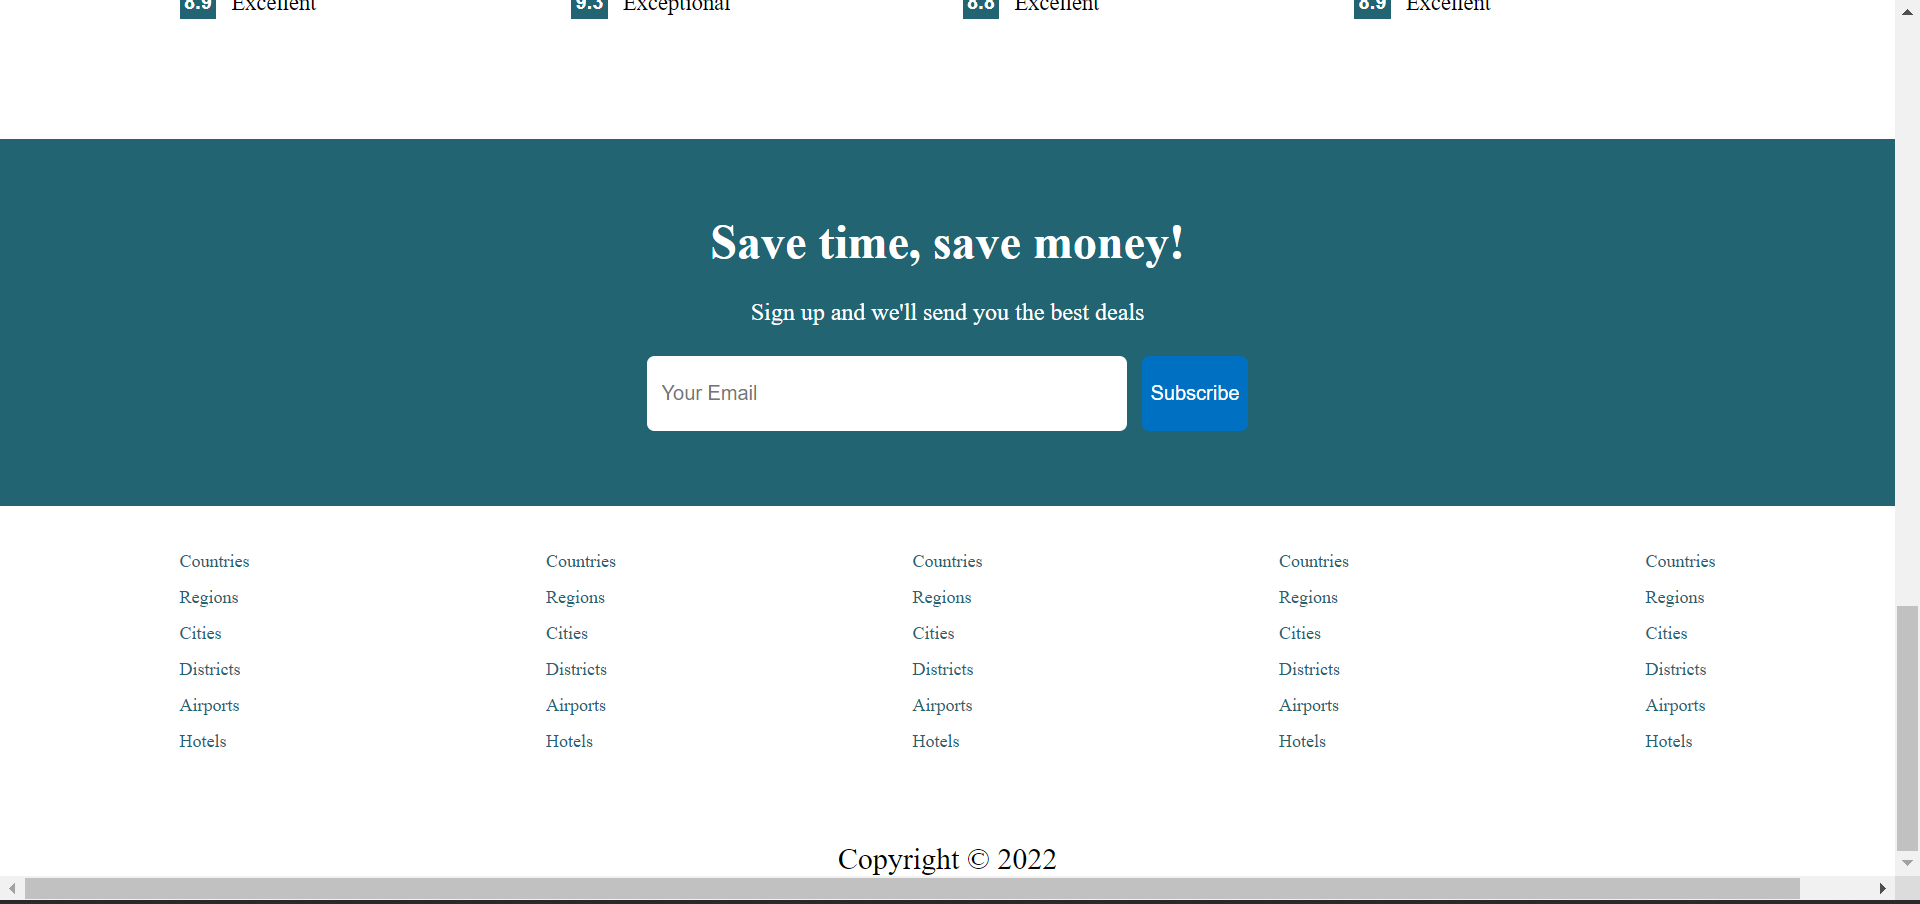 8.9 Excellent 9.3 Exceptional 8.8 Excellent 8.9 Excellent
Save time, save money!
Sign up and we'll send you the best deals
Your Email Subscribe
Countries Countries Countries Countries Countries
Regions Regions Regions Regions Regions
Cities Cities Cities Cities Cities
Districts Districts Districts Districts Districts
Airports Airports Airports Airports Airports
Hotels Hotels Hotels Hotels Hotels
Copyright © 2022